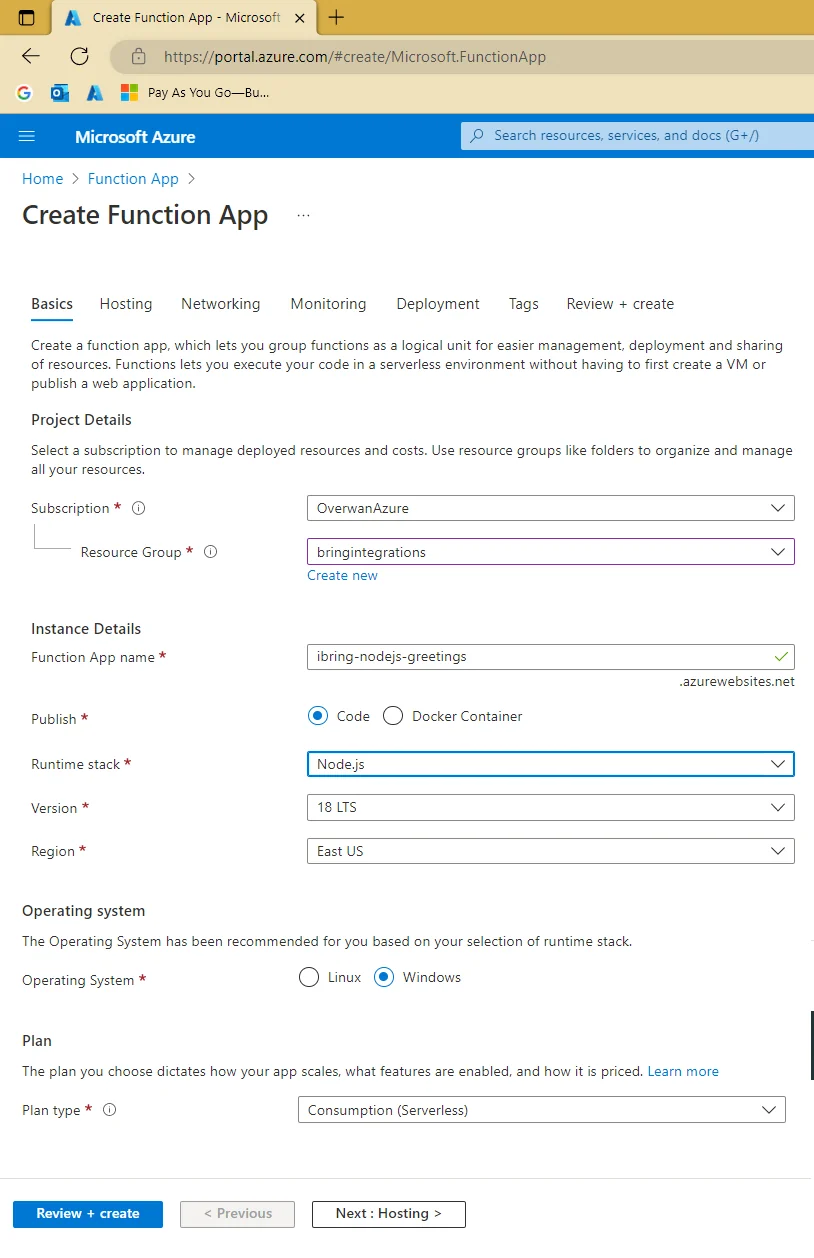 Create Function App - Microsoft
https://portal.azure.com/#create/Microsoft.FunctionApp
Pay As You Go—Bu...
Microsoft Azure
Search resources, services, and docs (G+/)
Home > Function App >
Create Function App ...
Basics Hosting Networking Monitoring Deployment Tags Review + create
Create a function app, which lets you group functions as a logical unit for easier management, deployment and sharing
of resources. Functions lets you execute your code in a serverless environment without having to first create a VM or
publish a web application.
Project Details
Select a subscription to manage deployed resources and costs. Use resource groups like folders to organize and manage
all your resources.
Subscription * OverwanAzure
Resource Group * bringintegrations
Create new
Instance Details
Function App name * ibring-nodejs-greetings
.azurewebsites.net
Publish * Code Docker Container
Runtime stack * Node.js
Version * 18 LTS
Region * East US
Operating system
The Operating System has been recommended for you based on your selection of runtime stack.
Operating System * Linux Windows
Plan
The plan you choose dictates how your app scales, what features are enabled, and how it is priced. Learn more
Plan type * Consumption (Serverless)
Review + create < Previous Next : Hosting >